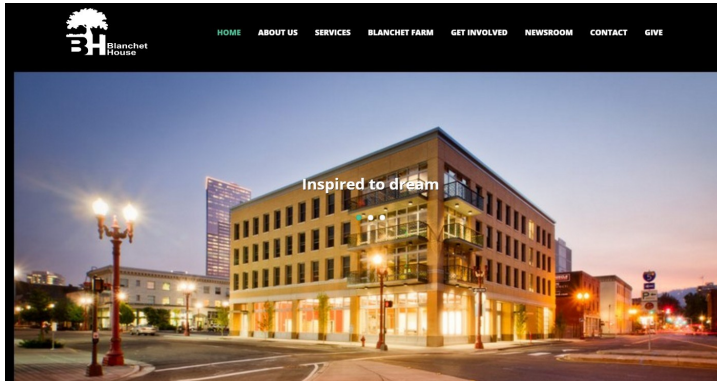 BH Blanchet
House
HOME ABOUT US SERVICES BLANCHET FARM GET INVOLVED NEWSROOM CONTACT GIVE
Inspired to dream